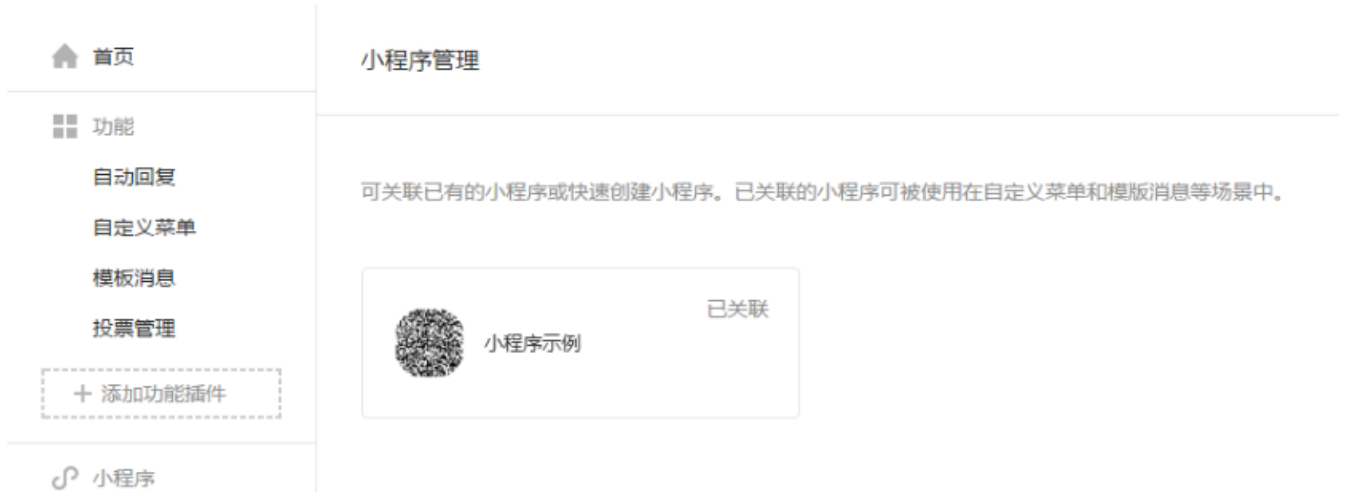 首页
功能
自动回复
自定义菜单
模板消息
投票管理
+ 添加功能插件
小程序
小程序管理
可关联已有的小程序或快速创建小程序。已关联的小程序可被使用在自定义菜单和模版消息等场景中。
已关联
小程序示例